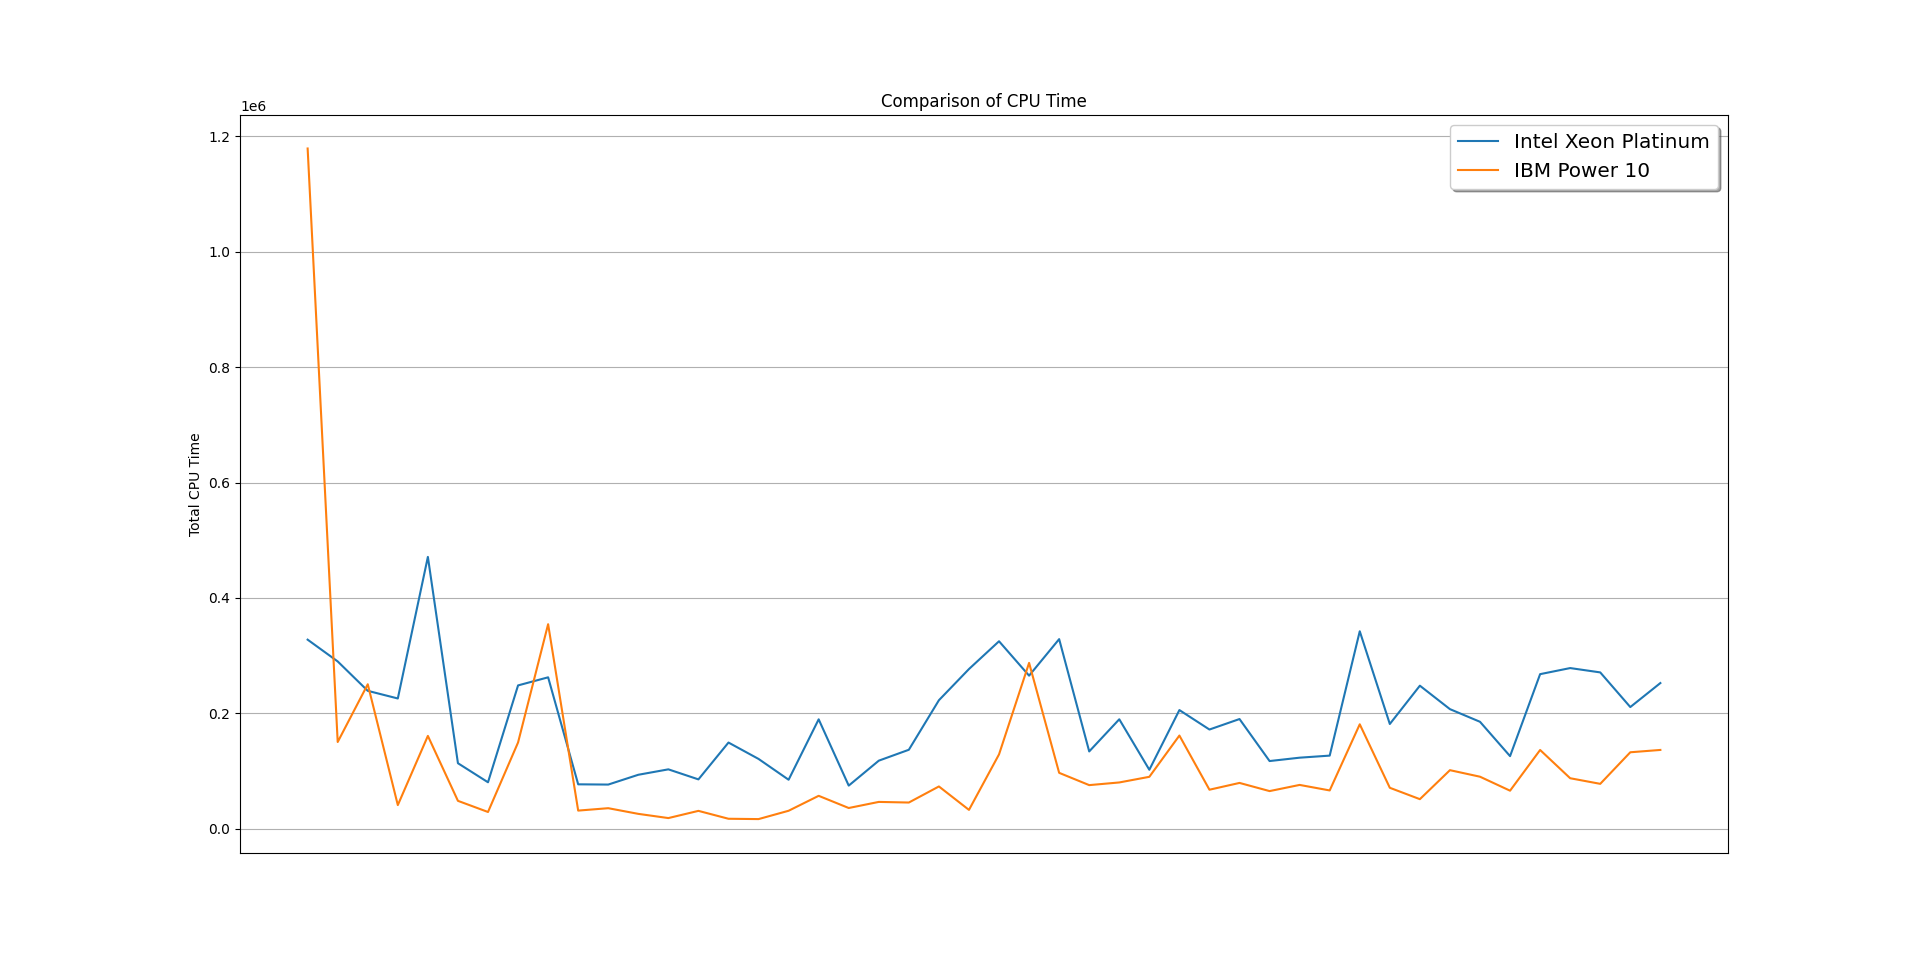 Comparison of CPU Time
1e6
1.2
1.0
0.8
0.6
0.4
0.2
0.0
Total CPU Time
Intel Xeon Platinum
IBM Power 10